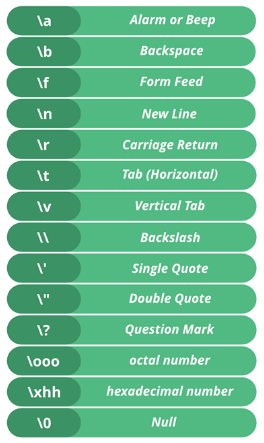 \a Alarm or Beep
\b Backspace
\f Form Feed
\n New Line
\r Carriage Return
\t Tab (Horizontal)
\v Vertical Tab
\\ Backslash
\' Single Quote
\" Double Quote
\? Question Mark
\ooo octal number
\xhh hexadecimal number
\0 Null